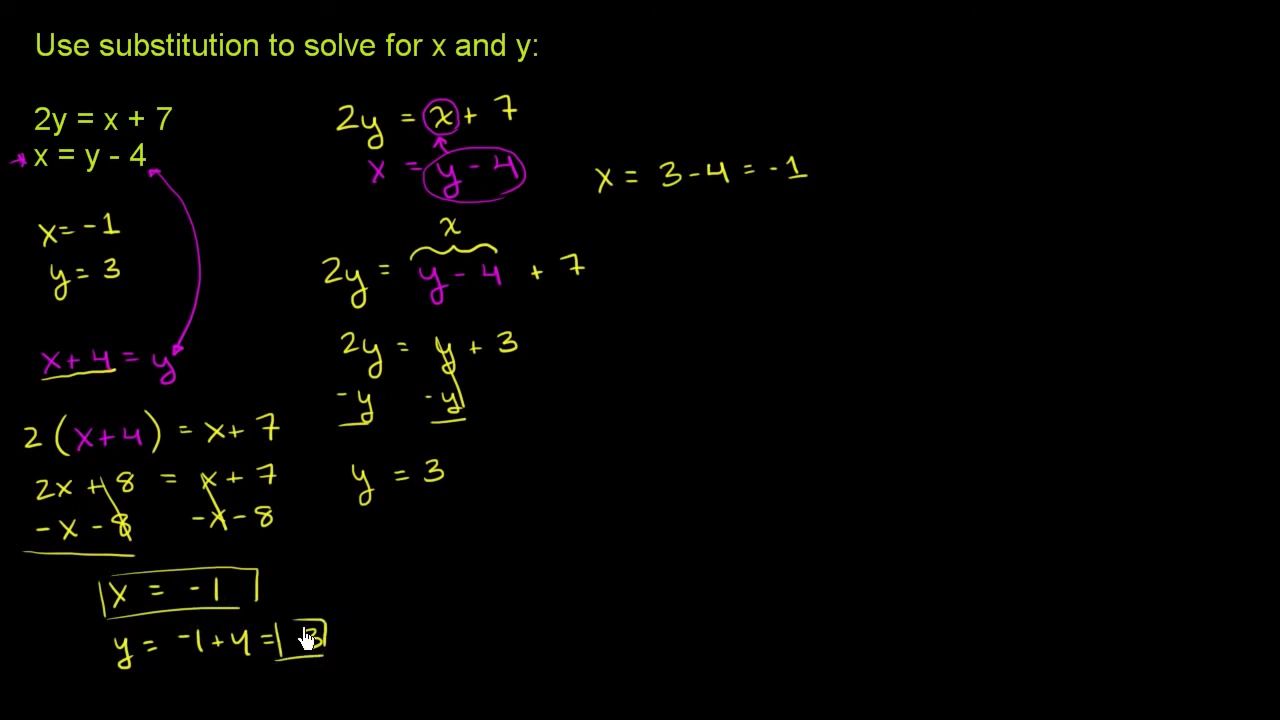 Use substitution to solve for x and y:
2y = x + 7
x = y - 4
x = -1
y = 3
x + 4 = y
2 (x + 4) = x + 7
2x + 8 = x + 7
- x - 8 - x - 8
x = -1
y = -1 + 4 = 3
2y = x + 7
x = y - 4
x
2y = y - 4 + 7
2y = y + 3
- y - y
y = 3
x = 3 - 4 = -1